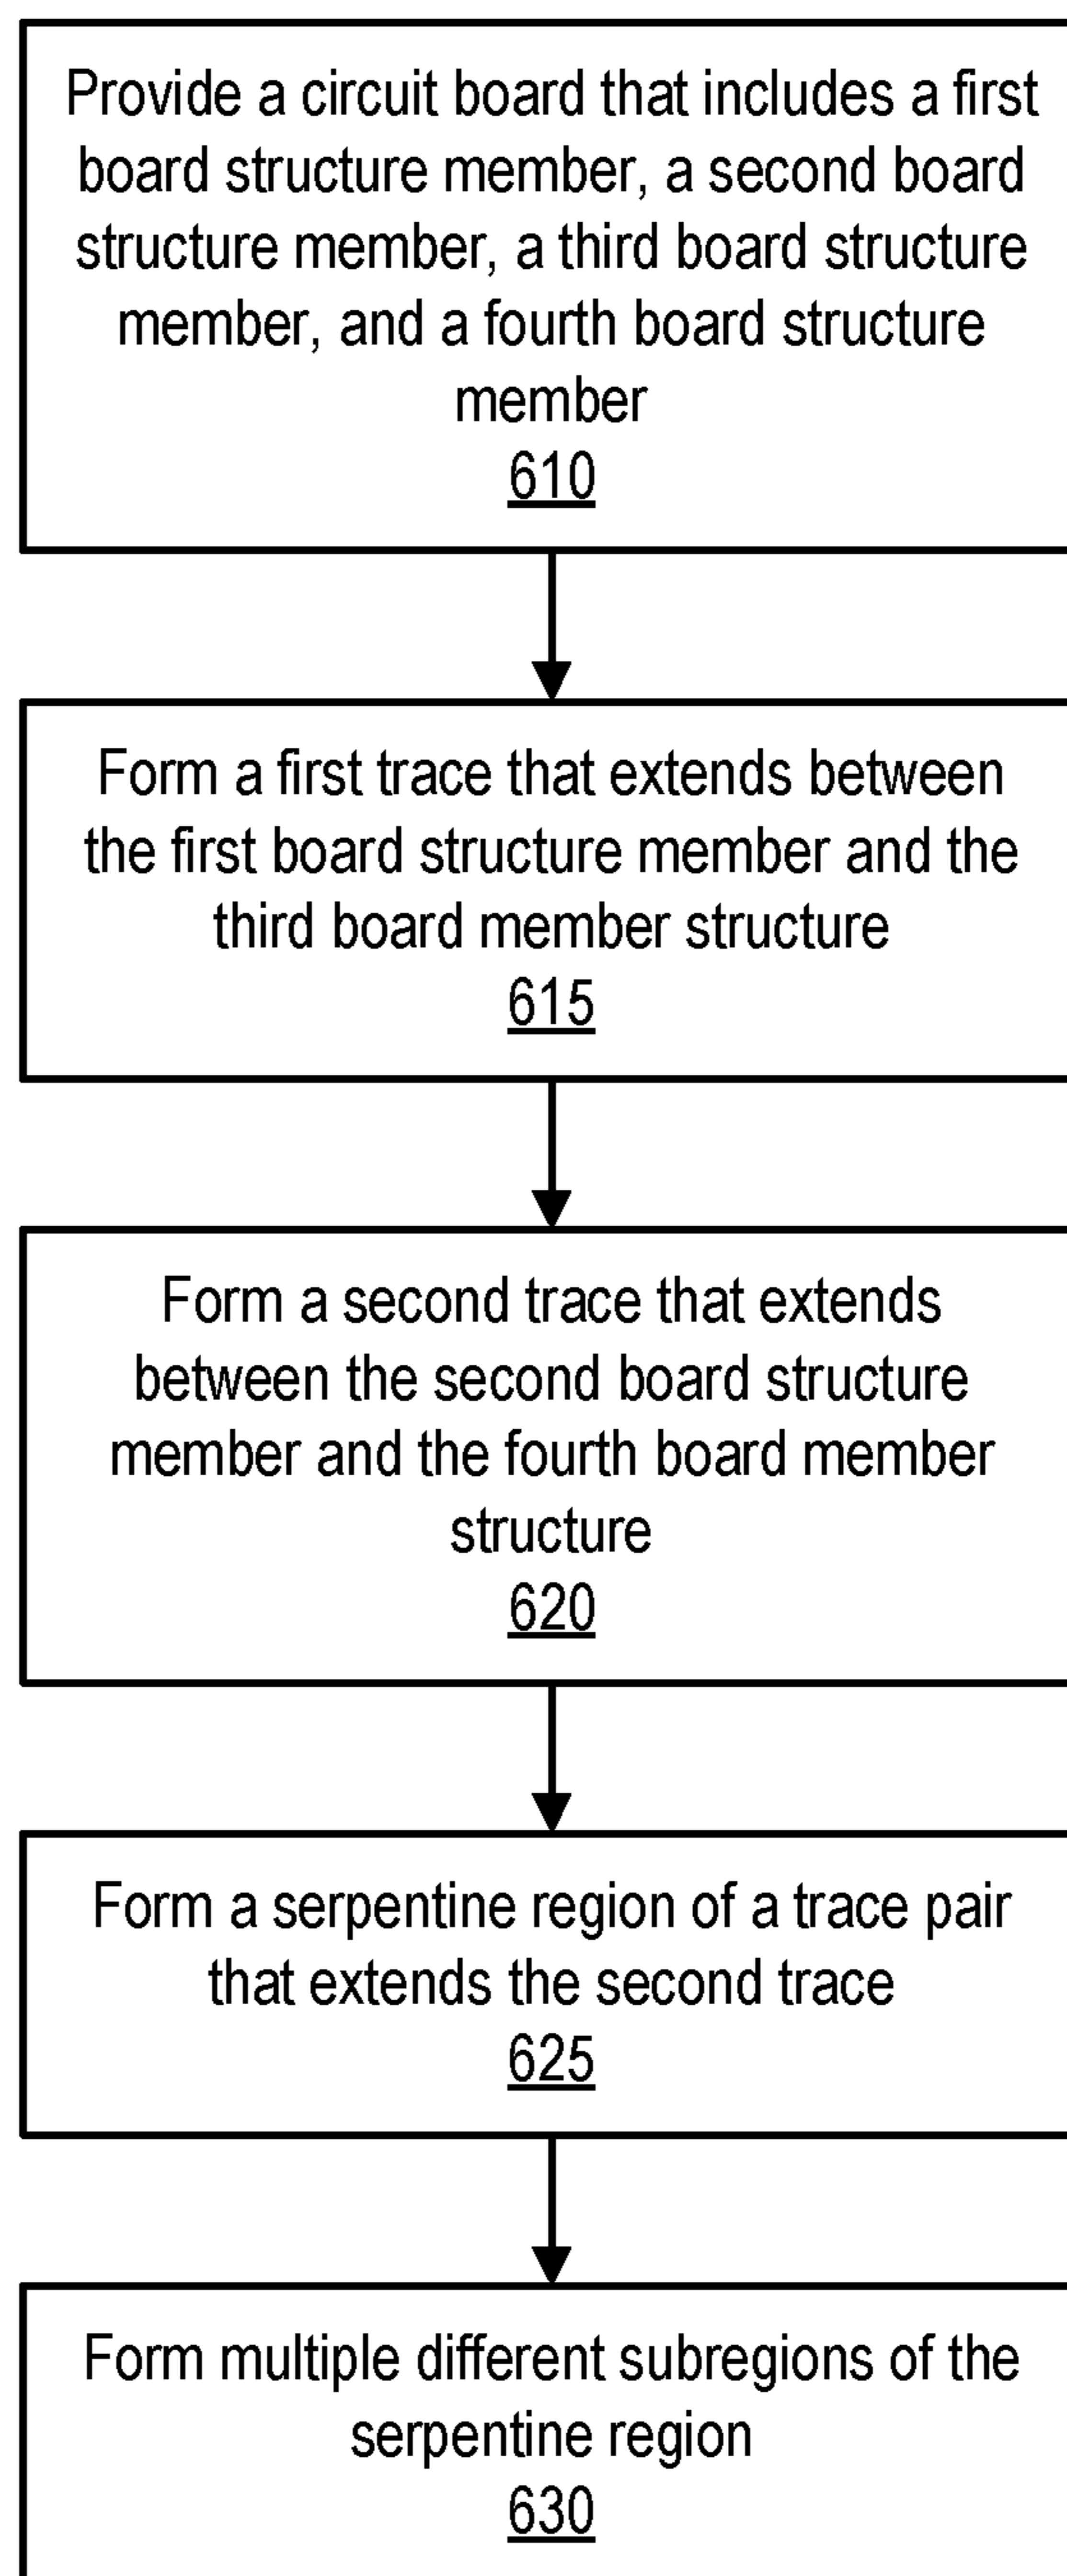 Provide a circuit board that includes a first
board structure member, a second board
structure member, a third board structure
member, and a fourth board structure
member
610
Form a first trace that extends between
the first board structure member and the
third board member structure
615
Form a second trace that extends
between the second board structure
member and the fourth board member
structure
620
Form a serpentine region of a trace pair
that extends the second trace
625
Form multiple different subregions of the
serpentine region
630